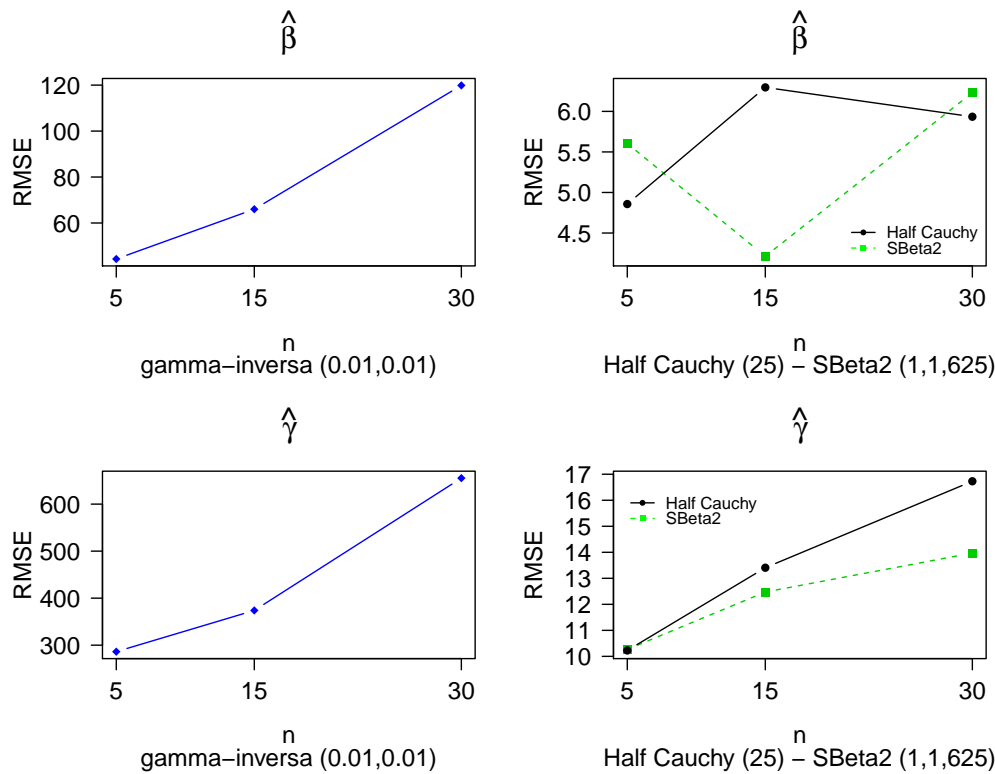 β̂
120
100
80
60
RMSE
5 15 30
n
gamma−inversa (0.01,0.01)
β̂
6.0
5.5
5.0
4.5
RMSE
Half Cauchy
SBeta2
5 15 30
n
Half Cauchy (25) − SBeta2 (1,1,625)
γ̂
600
500
400
300
RMSE
5 15 30
n
gamma−inversa (0.01,0.01)
γ̂
17
16
15
14
13
12
11
10
RMSE
Half Cauchy
SBeta2
5 15 30
n
Half Cauchy (25) − SBeta2 (1,1,625)